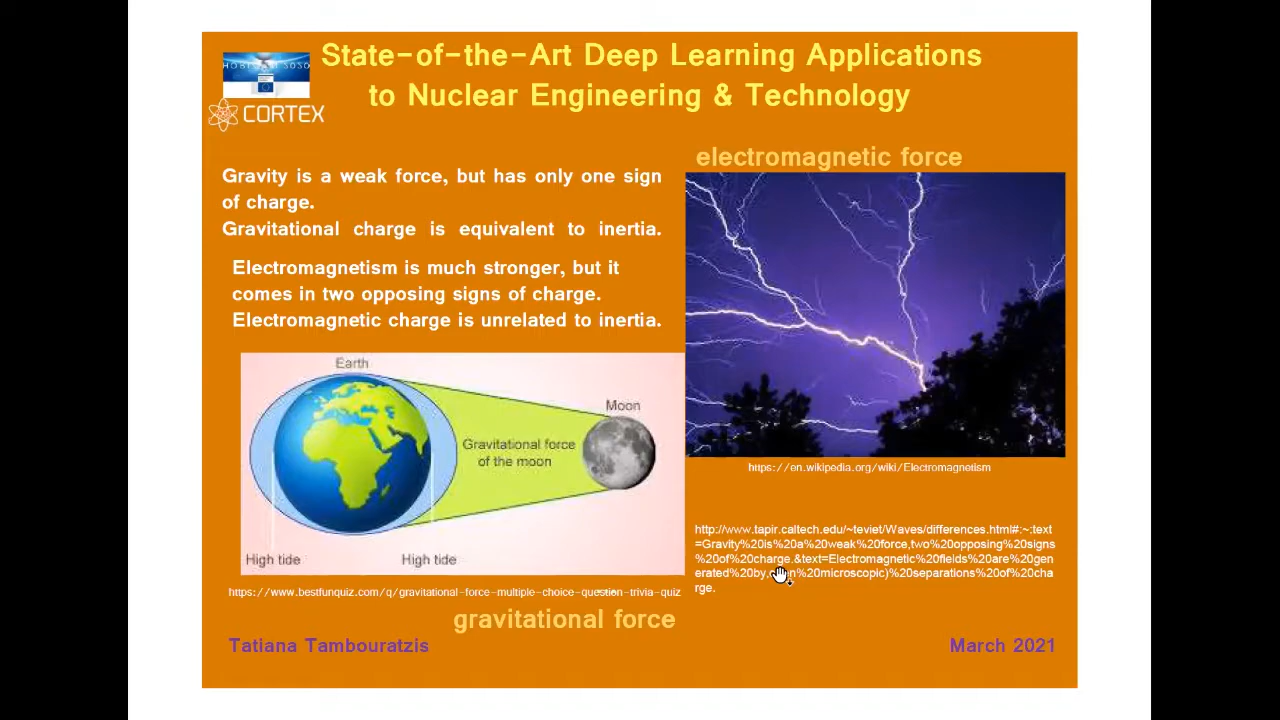 State-of-the-Art Deep Learning Applications
to Nuclear Engineering & Technology
HORIZON 2020
CORTEX
electromagnetic force
Gravity is a weak force, but has only one sign
of charge.
Gravitational charge is equivalent to inertia.
Electromagnetism is much stronger, but it
comes in two opposing signs of charge.
Electromagnetic charge is unrelated to inertia.
Earth
Moon
Gravitational force
of the moon
High tide
High tide
https://en.wikipedia.org/wiki/Electromagnetism
http://www.tapir.caltech.edu/~teviet/Waves/differences.html#:~:text
=Gravity%20is%20a%20weak%20force,two%20opposing%20signs
%20of%20charge.&text=Electromagnetic%20fields%20are%20gen
erated%20by,%20microscopic)%20separations%20of%20cha
rge.
https://www.bestfunquiz.com/q/gravitational-force-multiple-choice-question-trivia-quiz
gravitational force
Tatiana Tambouratzis
March 2021